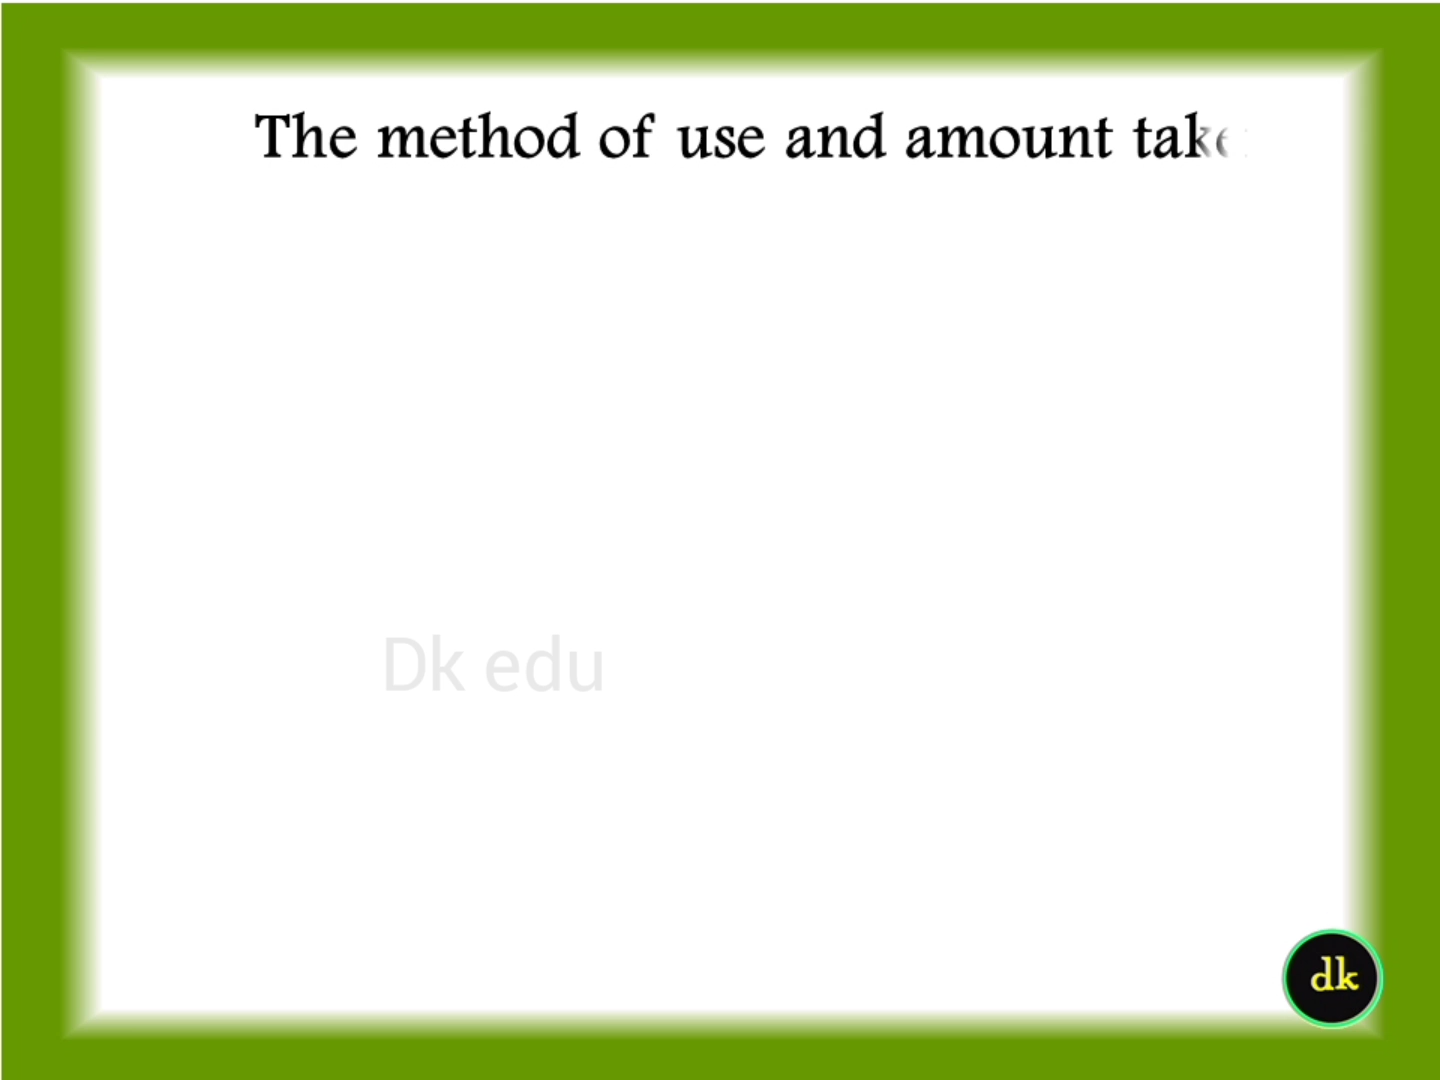 The method of use and amount take
Dk edu
dk